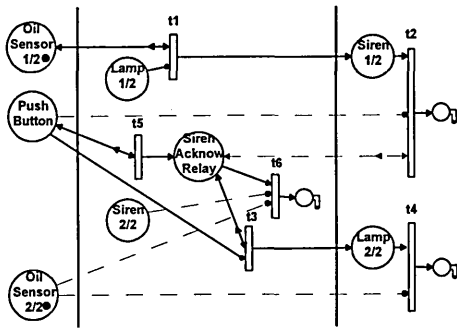 Oil
Sensor
1/2
t1
Lamp
1/2
Siren
1/2
t2
Push
Button
t5
Siren
Acknow
Relay
t6
Siren
2/2
t3
Lamp
2/2
t4
Oil
Sensor
2/2